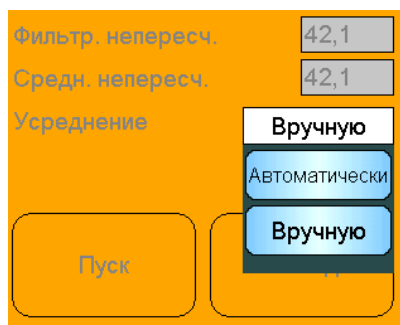 Фильтр. непересч. 42,1
Средн. непересч. 42,1
Усреднение Вручную
Автоматически
Вручную
Пуск